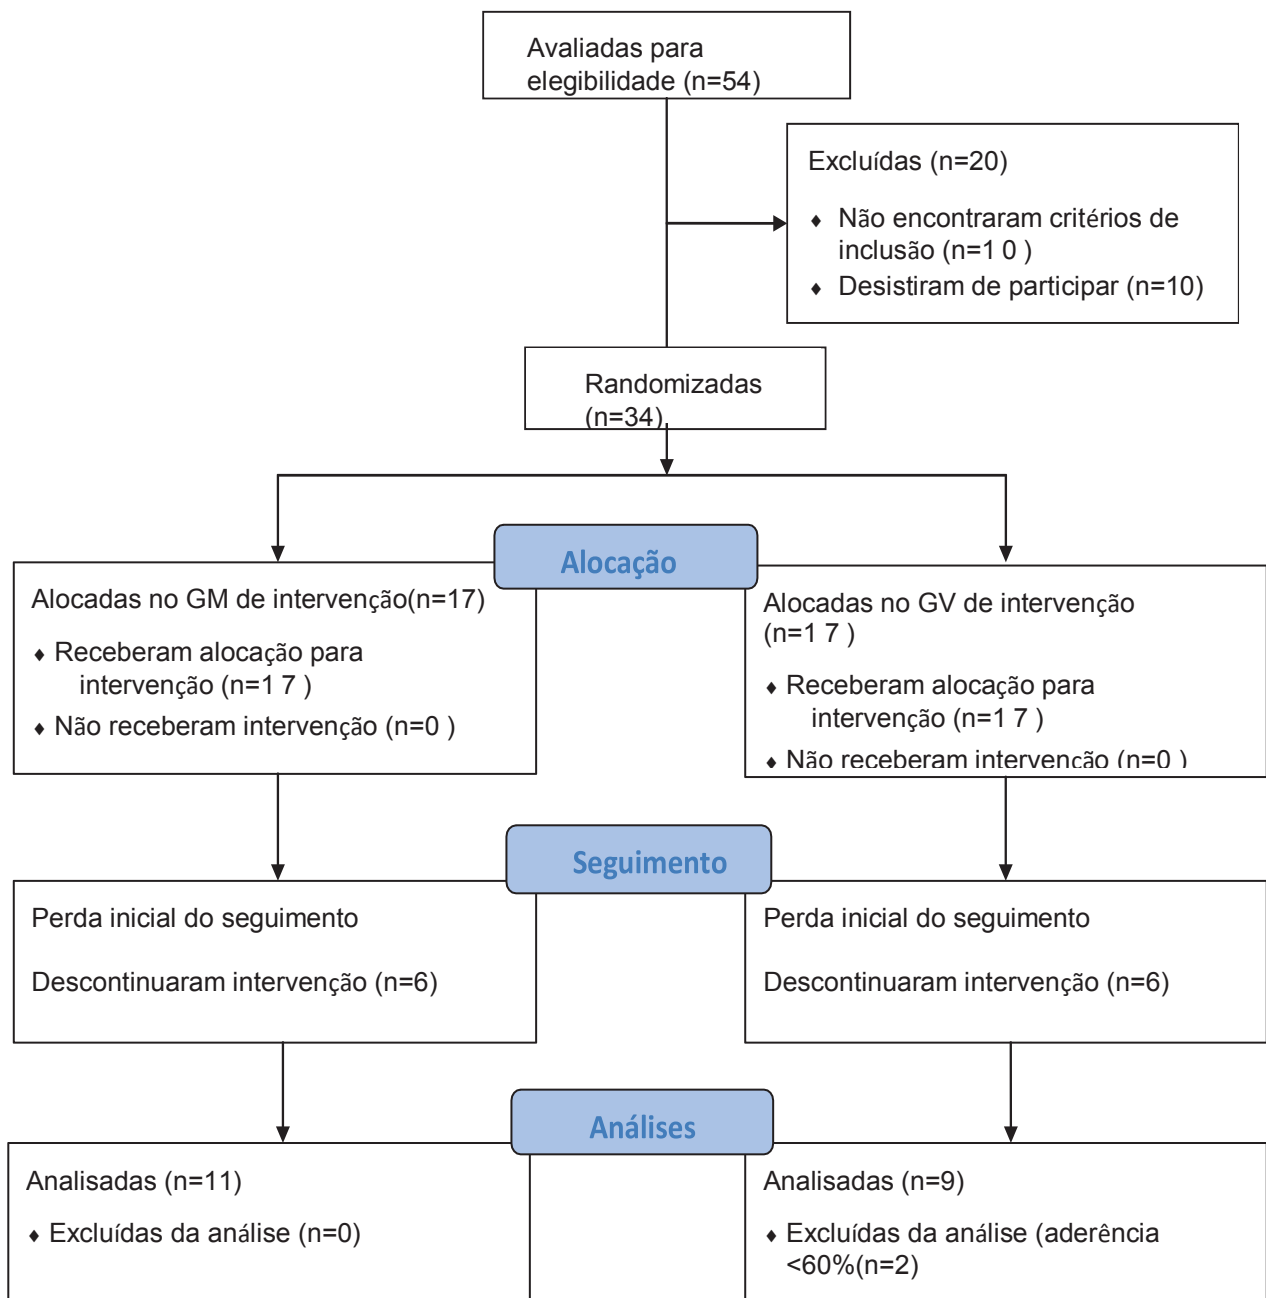 Avaliadas para
elegibilidade (n=54)
Excluídas (n=20)
♦ Não encontraram critérios de
inclusão (n=1 0 )
♦ Desistiram de participar (n=10)
Randomizadas
(n=34)
Alocação
Alocadas no GM de intervenção(n=17)
♦ Receberam alocação para
intervenção (n=1 7 )
♦ Não receberam intervenção (n=0 )
Alocadas no GV de intervenção
(n=1 7 )
♦ Receberam alocação para
intervenção (n=1 7 )
♦ Não receberam intervenção (n=0 )
Seguimento
Perda inicial do seguimento
Descontinuaram intervenção (n=6)
Perda inicial do seguimento
Descontinuaram intervenção (n=6)
Análises
Analisadas (n=11)
♦ Excluídas da análise (n=0)
Analisadas (n=9)
♦ Excluídas da análise (aderência
<60%(n=2)